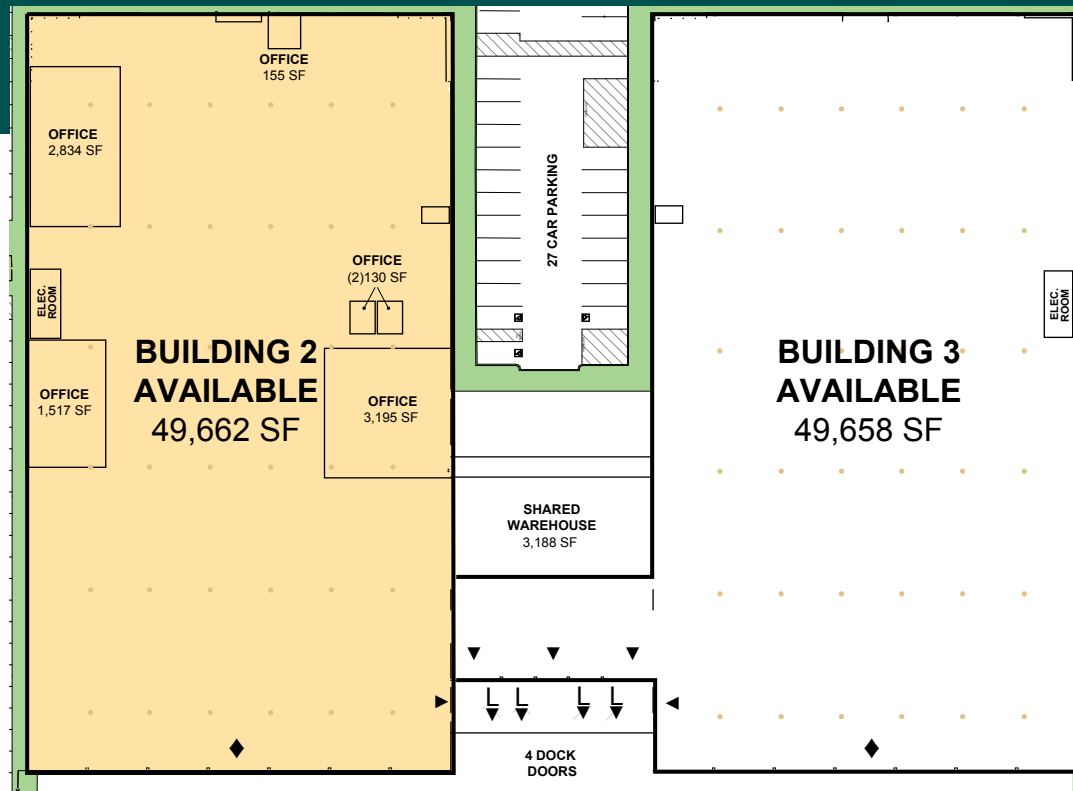 OFFICE
155 SF
OFFICE
2,834 SF
27 CAR PARKING
OFFICE
(2)130 SF
ELEC.
ROOM
ELEC.
ROOM
BUILDING 2
AVAILABLE
49,662 SF
BUILDING 3
AVAILABLE
49,658 SF
OFFICE
1,517 SF
OFFICE
3,195 SF
SHARED
WAREHOUSE
3,188 SF
L
L
L
L
4 DOCK
DOORS